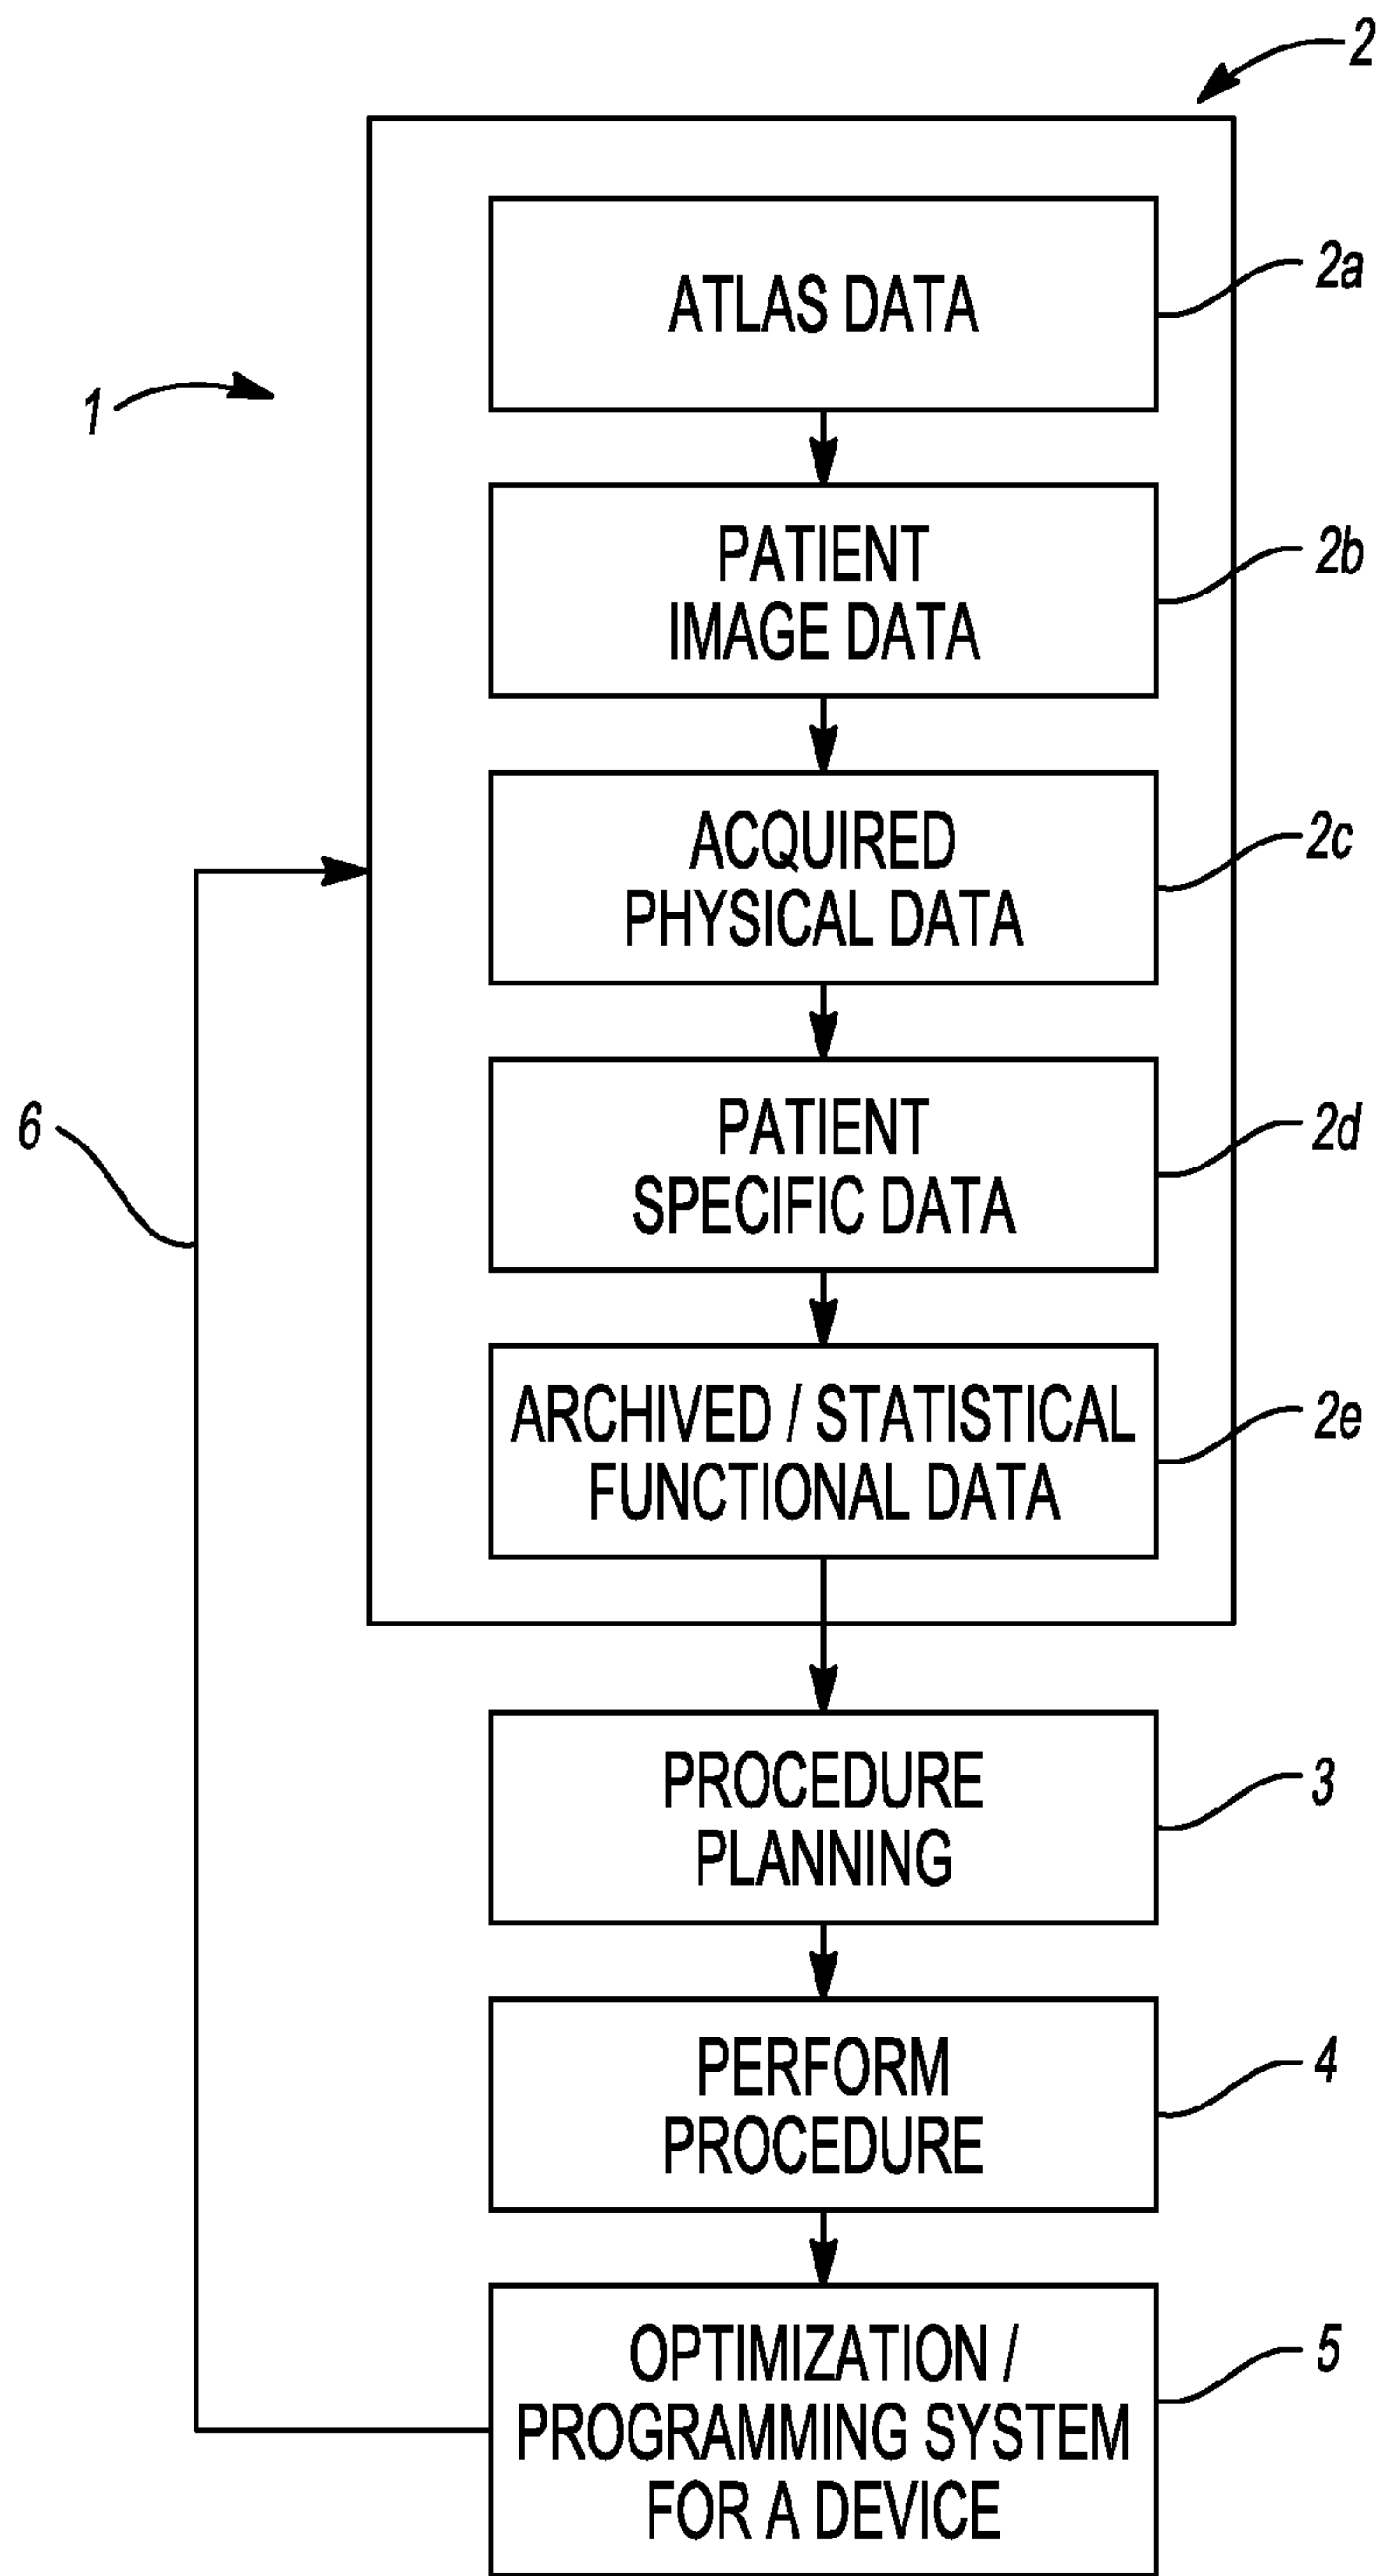 2
ATLAS DATA
2a
1
PATIENT
IMAGE DATA
2b
ACQUIRED
PHYSICAL DATA
2c
PATIENT
SPECIFIC DATA
2d
6
ARCHIVED / STATISTICAL
FUNCTIONAL DATA
2e
PROCEDURE
PLANNING
3
PERFORM
PROCEDURE
4
OPTIMIZATION /
PROGRAMMING SYSTEM
FOR A DEVICE
5